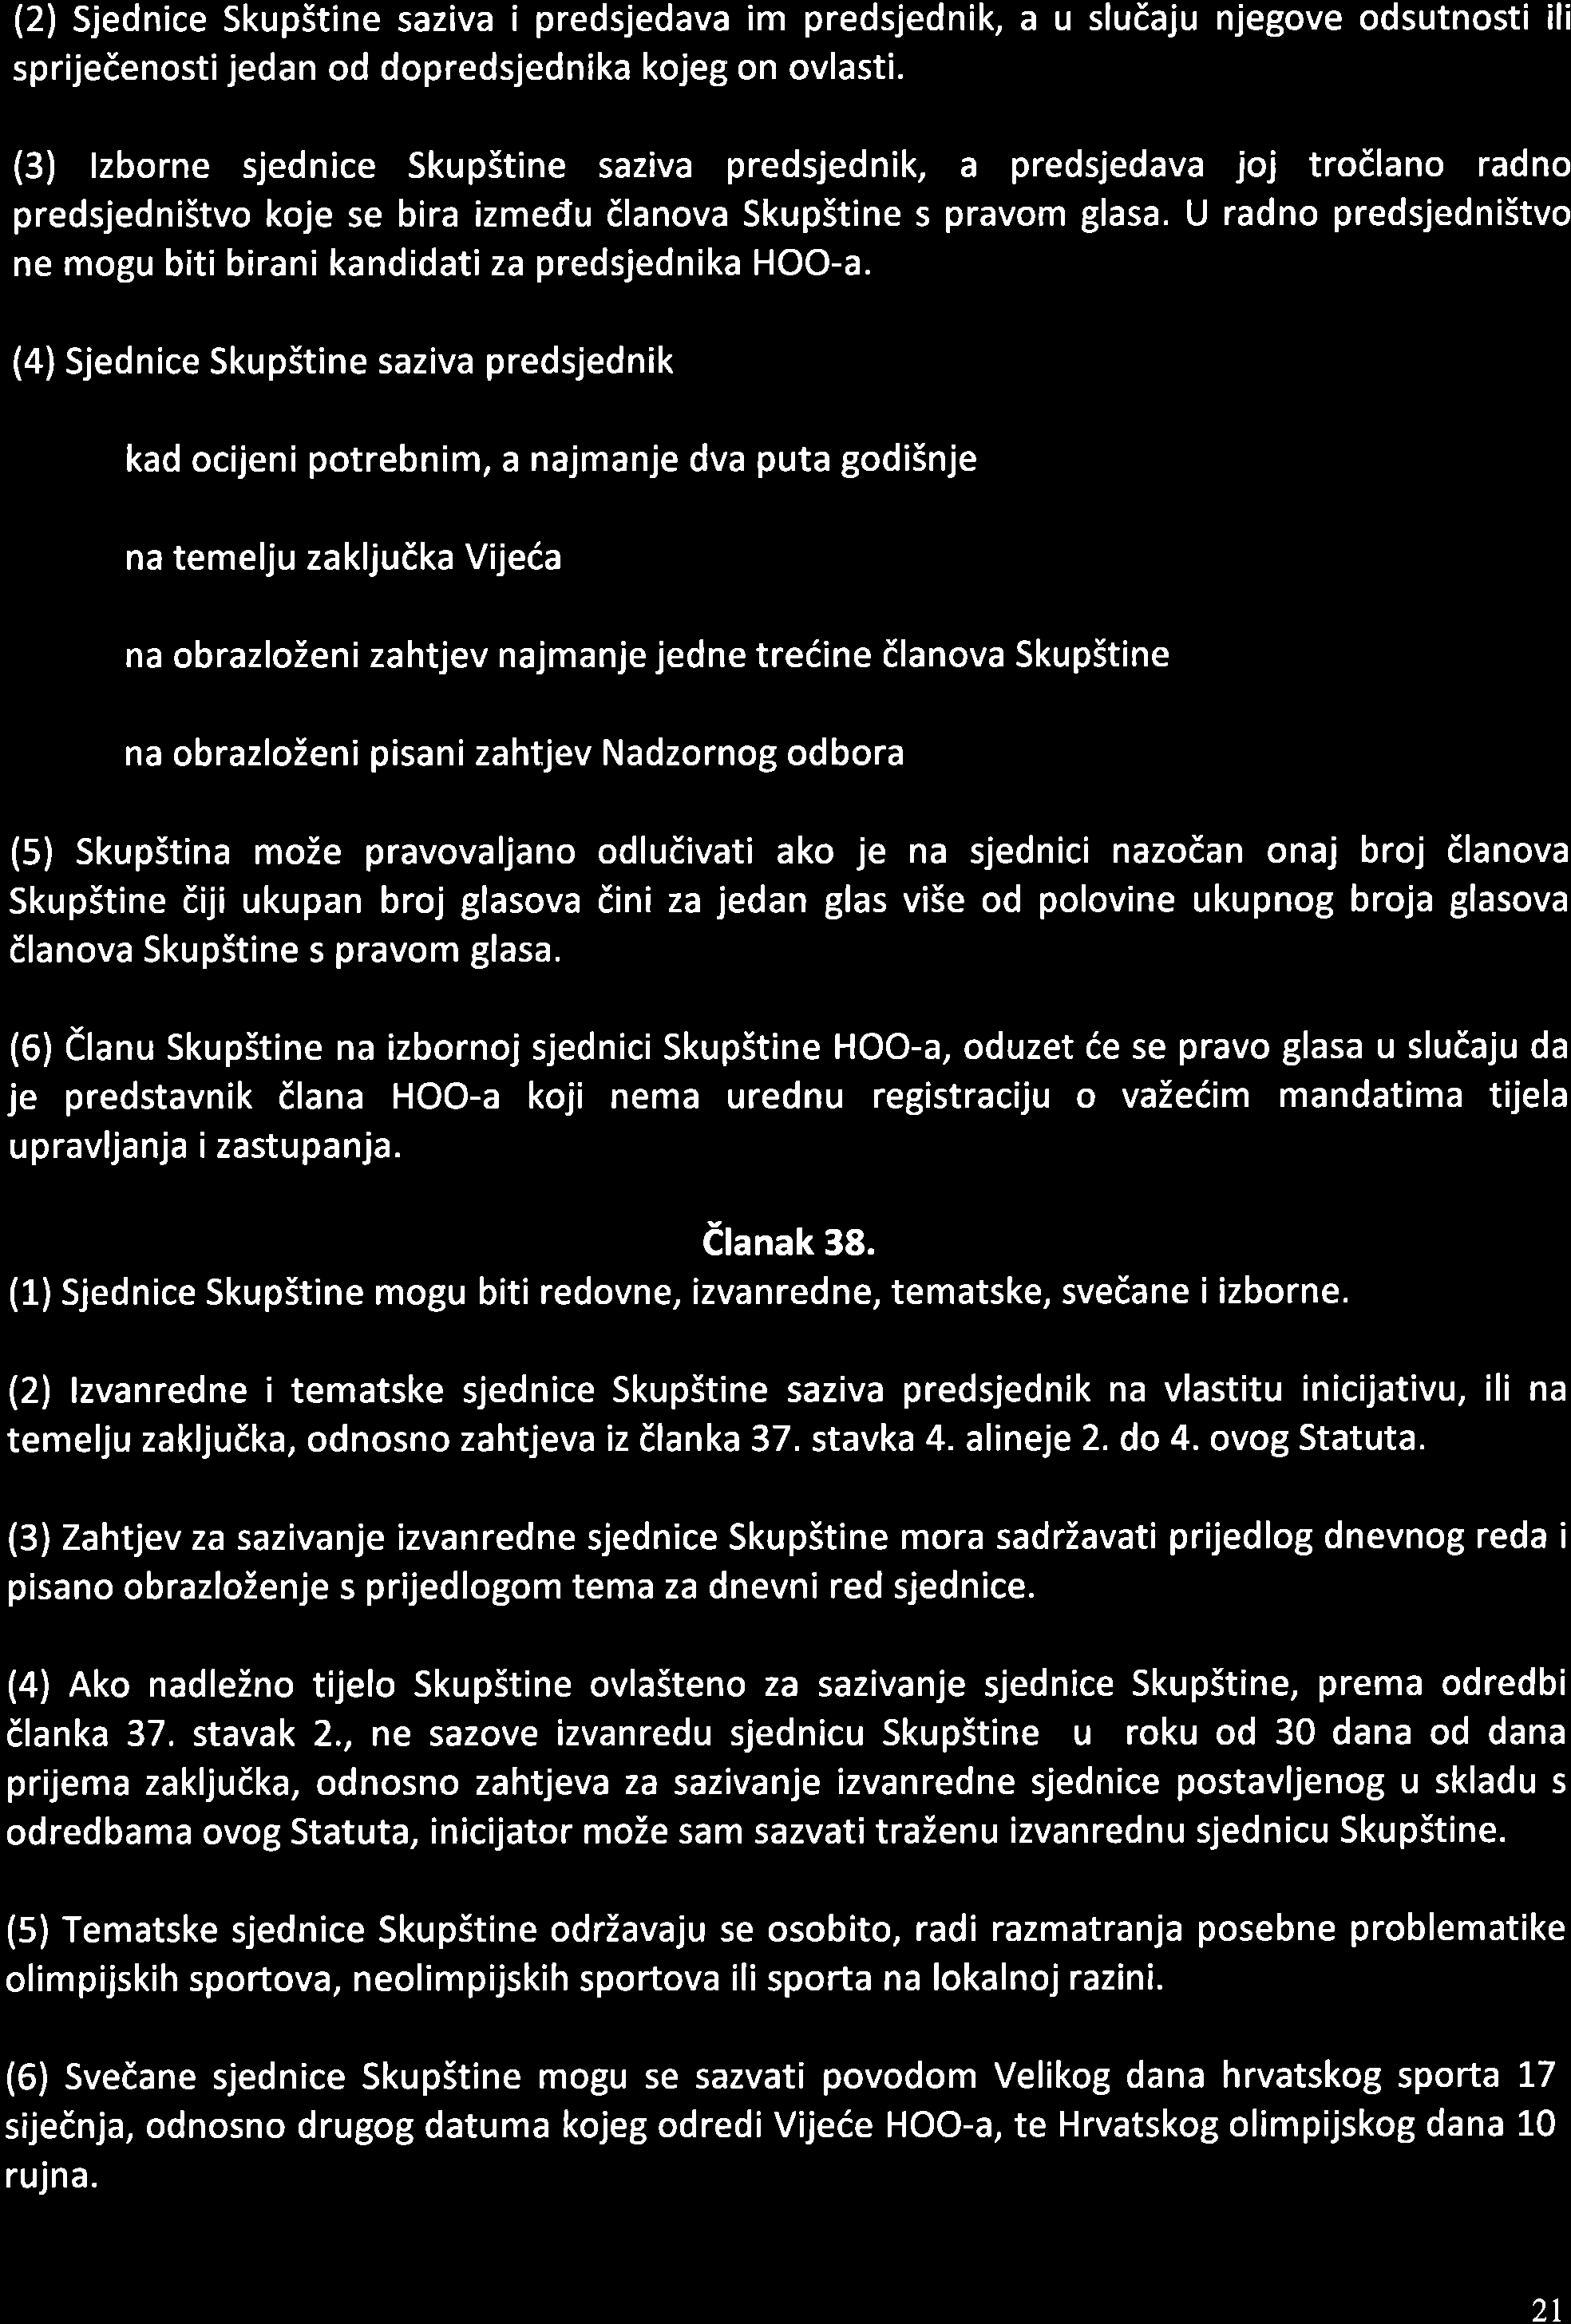 (2) Sjednice Skupštine saziva i predsjedava im predsjednik, a u slučaju njegove odsutnosti ili
spriječenosti jedan od dopredsjednika kojeg on ovlasti.
(3) Izborne sjednice Skupštine saziva predsjednik, a predsjedava joj tročlano radno
predsjedništvo koje se bira između članova Skupštine s pravom glasa. U radno predsjedništvo
ne mogu biti birani kandidati za predsjednika HOO-a.
(4) Sjednice Skupštine saziva predsjednik
kad ocijeni potrebnim, a najmanje dva puta godišnje
na temelju zaključka Vijeća
na obrazloženi zahtjev najmanje jedne trećine članova Skupštine
na obrazloženi pisani zahtjev Nadzornog odbora
(5) Skupština može pravovaljano odlučivati ako je na sjednici nazočan onaj broj članova
Skupštine čiji ukupan broj glasova čini za jedan glas više od polovine ukupnog broja glasova
članova Skupštine s pravom glasa.
(6) Članu Skupštine na izbornoj sjednici Skupštine HOO-a, oduzet će se pravo glasa u slučaju da
je predstavnik člana HOO-a koji nema urednu registraciju o važećim mandatima tijela
upravljanja i zastupanja.
Članak 38.
(1) Sjednice Skupštine mogu biti redovne, izvanredne, tematske, svečane i izborne.
(2) Izvanredne i tematske sjednice Skupštine saziva predsjednik na vlastitu inicijativu, ili na
temelju zaključka, odnosno zahtjeva iz članka 37. stavka 4. alineje 2. do 4. ovog Statuta.
(3) Zahtjev za sazivanje izvanredne sjednice Skupštine mora sadržavati prijedlog dnevnog reda i
pisano obrazloženje s prijedlogom tema za dnevni red sjednice.
(4) Ako nadležno tijelo Skupštine ovlašteno za sazivanje sjednice Skupštine, prema odredbi
članka 37. stavak 2., ne sazove izvanredu sjednicu Skupštine u roku od 30 dana od dana
prijema zaključka, odnosno zahtjeva za sazivanje izvanredne sjednice postavljenog u skladu s
odredbama ovog Statuta, inicijator može sam sazvati traženu izvanrednu sjednicu Skupštine.
(5) Tematske sjednice Skupštine održavaju se osobito, radi razmatranja posebne problematike
olimpijskih sportova, neolimpijskih sportova ili sporta na lokalnoj razini.
(6) Svečane sjednice Skupštine mogu se sazvati povodom Velikog dana hrvatskog sporta 17
siječnja, odnosno drugog datuma kojeg odredi Vijeće HOO-a, te Hrvatskog olimpijskog dana 10
rujna.
21